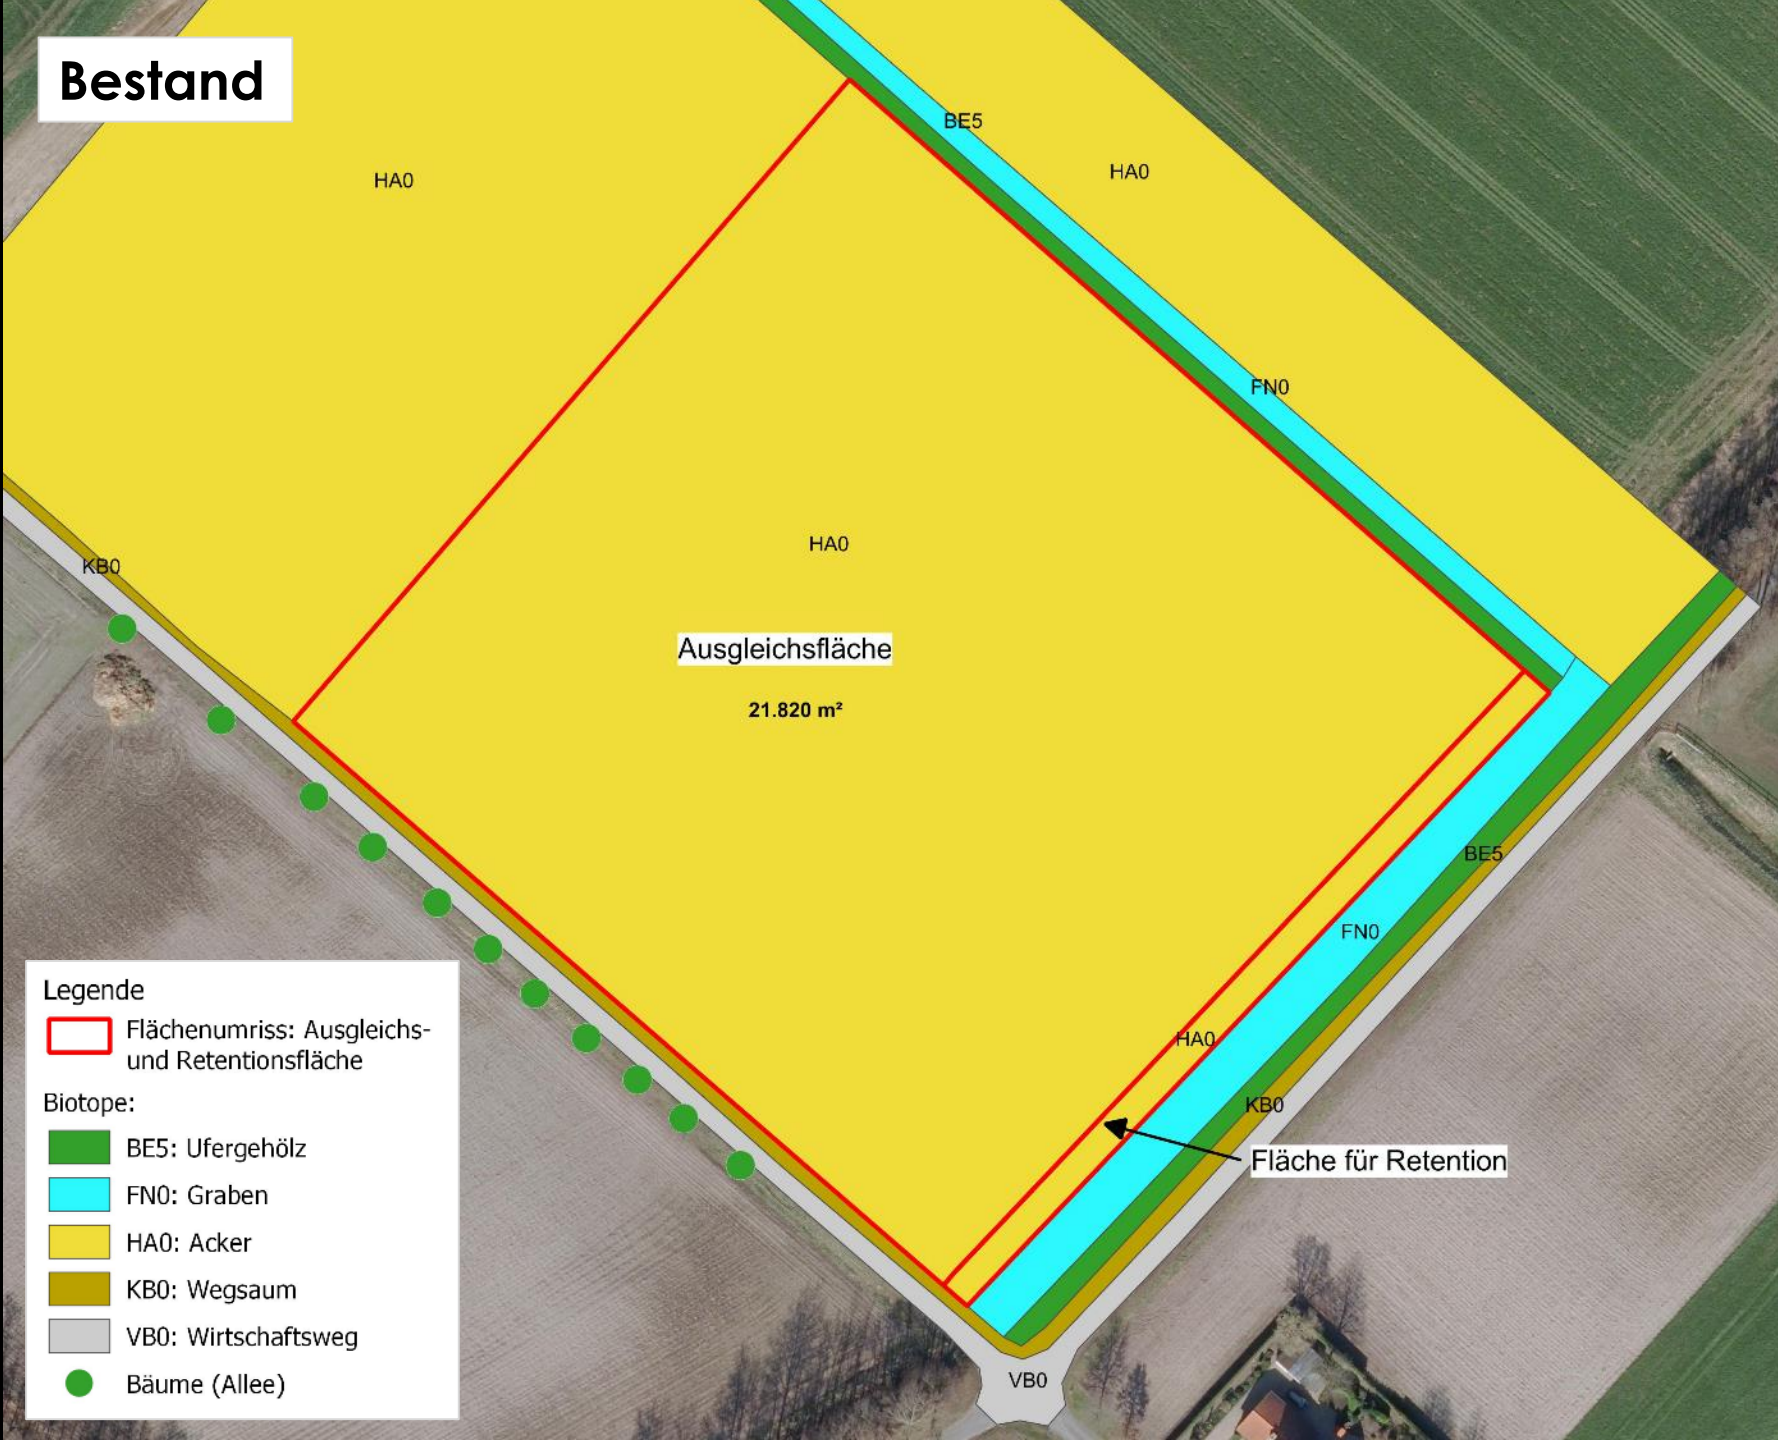 Bestand
BE5
HA0
HA0
FN0
HA0
KB0
Ausgleichsfläche
21.820 m²
BE5
FN0
HA0
KB0
Fläche für Retention
VB0
Legende
Flächenumriss: Ausgleichs-
und Retentionsfläche
Biotope:
BE5: Ufergehölz
FN0: Graben
HA0: Acker
KB0: Wegsaum
VB0: Wirtschaftsweg
Bäume (Allee)